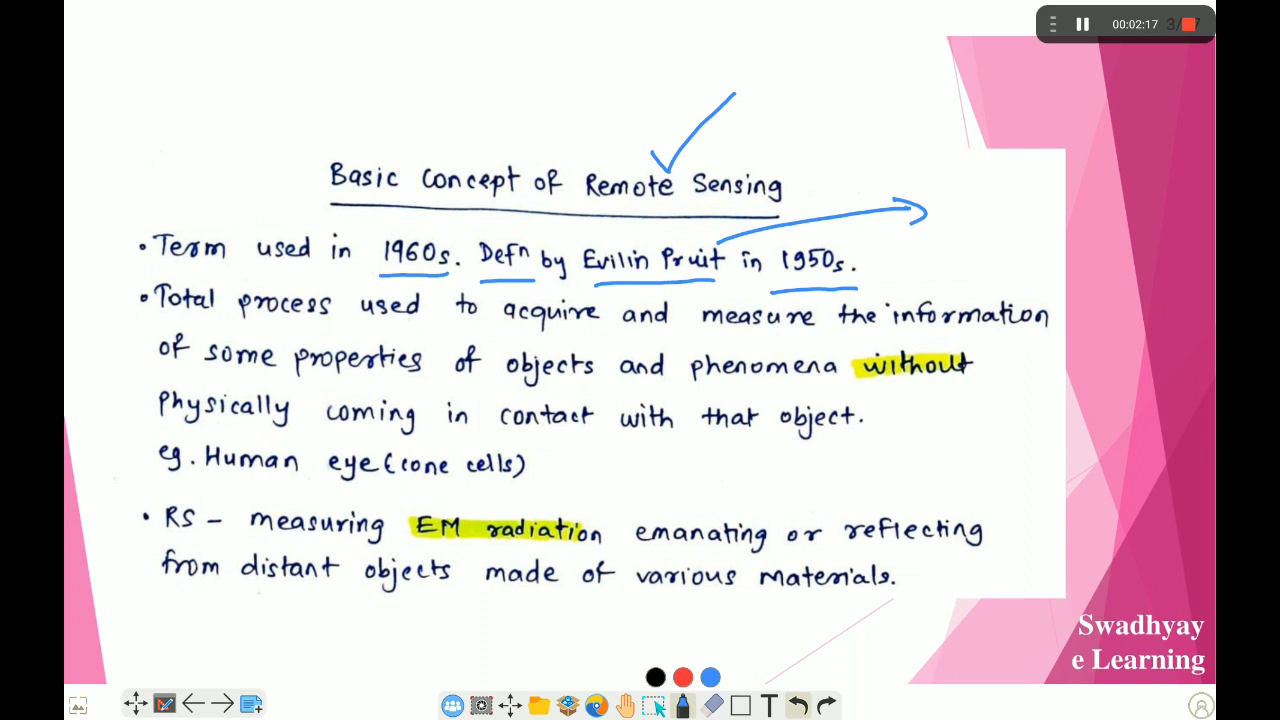 00:02:17
Basic Concept of Remote Sensing
• Term used in 1960s. Defⁿ by Evilin Pruit in 1950s.
• Total process used to acquire and measure the information
of some properties of objects and phenomena without
physically coming in contact with that object.
eg. Human eye (cone cells)
• RS - measuring EM radiation emanating or reflecting
from distant objects made of various materials.
Swadhyay
e Learning